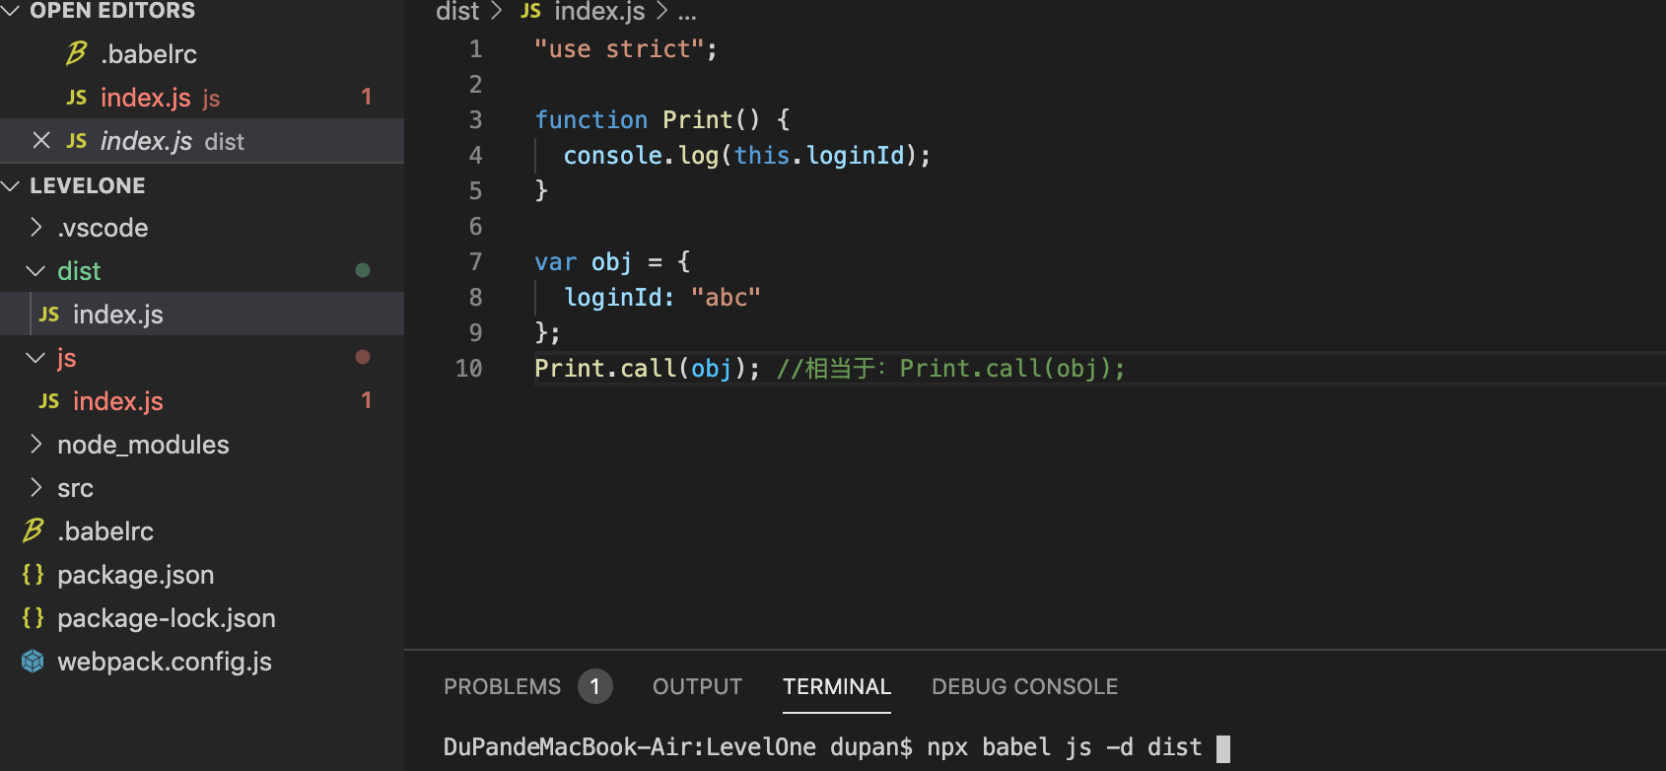 OPEN EDITORS
.babelrc
JS index.js js 1
JS index.js dist
LEVELONE
.vscode
dist
JS index.js
js
JS index.js 1
node_modules
src
.babelrc
{} package.json
{} package-lock.json
webpack.config.js
dist > JS index.js > ...
1 "use strict";
2
3 function Print() {
4 console.log(this.loginId);
5 }
6
7 var obj = {
8 loginId: "abc"
9 };
10 Print.call(obj); //相当于: Print.call(obj);
PROBLEMS 1 OUTPUT TERMINAL DEBUG CONSOLE
DuPandeMacBook-Air:LevelOne dupan$ npx babel js -d dist